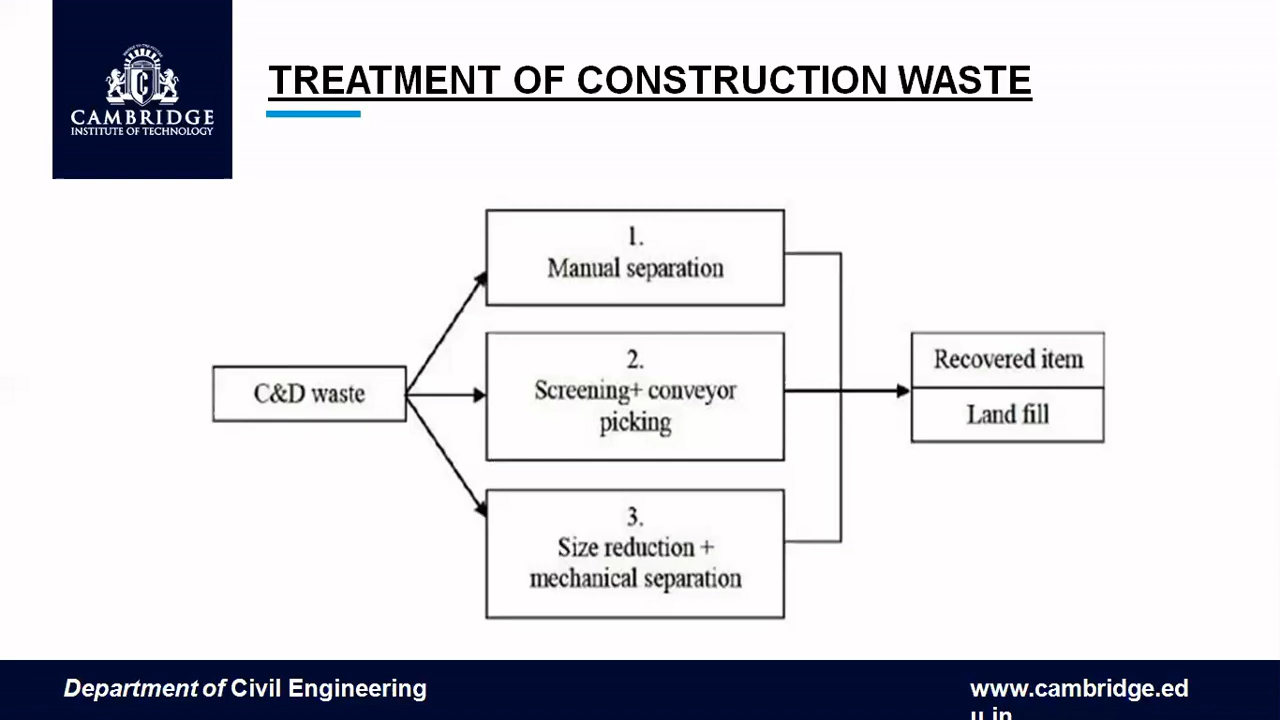 TREATMENT OF CONSTRUCTION WASTE
CAMBRIDGE
INSTITUTE OF TECHNOLOGY
1.
Manual separation
C&D waste
2.
Screening+ conveyor
picking
Recovered item
Land fill
3.
Size reduction +
mechanical separation
Department of Civil Engineering
www.cambridge.ed
u.in